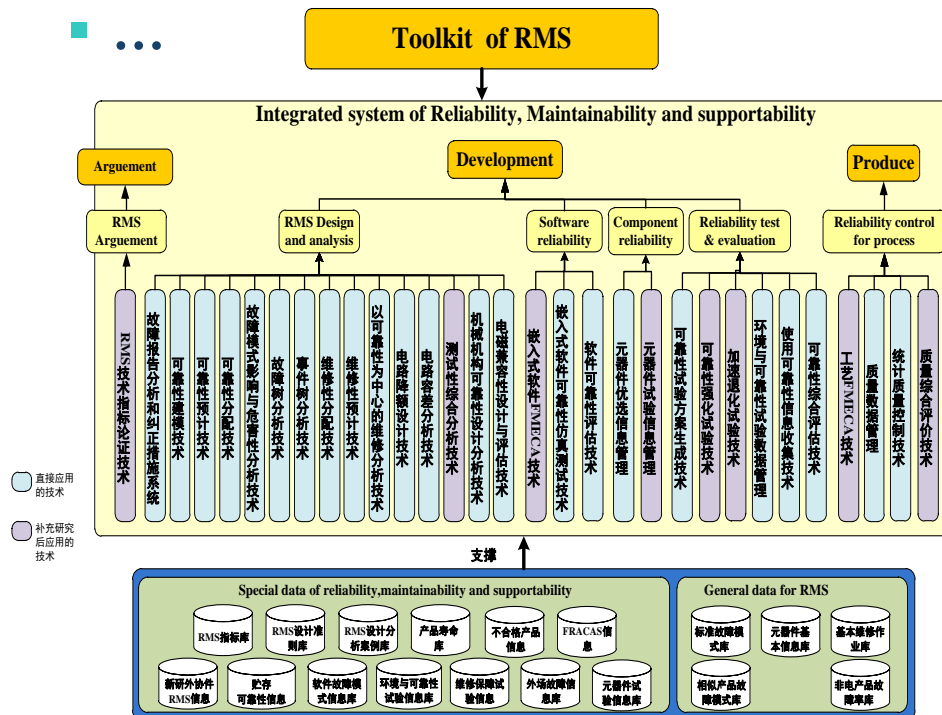 Toolkit of RMS
Integrated system of Reliability, Maintainability and supportability
Arguement
Development
Produce
RMS
Arguement
RMS Design
and analysis
Software
reliability
Component
reliability
Reliability test
& evaluation
Reliability control
for process
RMS技术指标论证技术
故障报告分析和纠正措施系统
可靠性建模技术
可靠性预计技术
可靠性分配技术
故障模式影响与危害性分析技术
故障树分析技术
事件树分析技术
维修性分配技术
维修性预计技术
以可靠性为中心的维修分析技术
电路降额设计技术
电路容差分析技术
测试性综合分析技术
机械机构可靠性设计分析技术
电磁兼容性设计与评估技术
嵌入式软件FMECA技术
嵌入式软件可靠性仿真测试技术
软件可靠性评估技术
元器件优选信息管理
元器件试验信息管理
可靠性试验方案生成技术
可靠性强化试验技术
加速退化试验技术
环境与可靠性试验数据管理
使用可靠性信息收集技术
可靠性综合评估技术
工艺FMECA技术
质量数据管理
统计质量控制技术
质量综合评价技术
直接应用
的技术
补充研究
后应用的
技术
支撑
Special data of reliability,maintainability and supportability
General data for RMS
RMS指标库
RMS设计准
则库
RMS设计分
析案例库
产品寿命
库
不合格产品
信息
FRACAS信
息
标准故障模
式库
元器件基
本信息库
基本维修作
业库
新研外协件
RMS信息
贮存
可靠性信息
软件故障模
式信息库
环境与可靠性
试验信息库
维修保障试
验信息
外场故障信
息库
元器件试
验信息库
相似产品故
障模式库
非电产品故
障率库